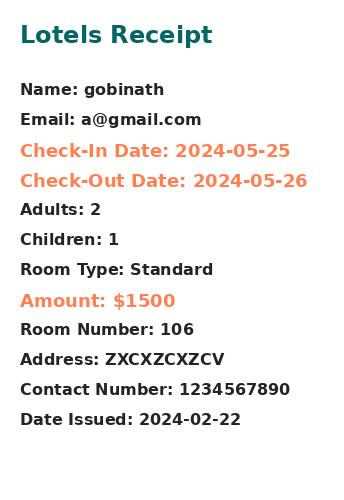 Lotels Receipt
Name: gobinath
Email: a@gmail.com
Check-In Date: 2024-05-25
Check-Out Date: 2024-05-26
Adults: 2
Children: 1
Room Type: Standard
Amount: $1500
Room Number: 106
Address: ZXCXZCXZCV
Contact Number: 1234567890
Date Issued: 2024-02-22